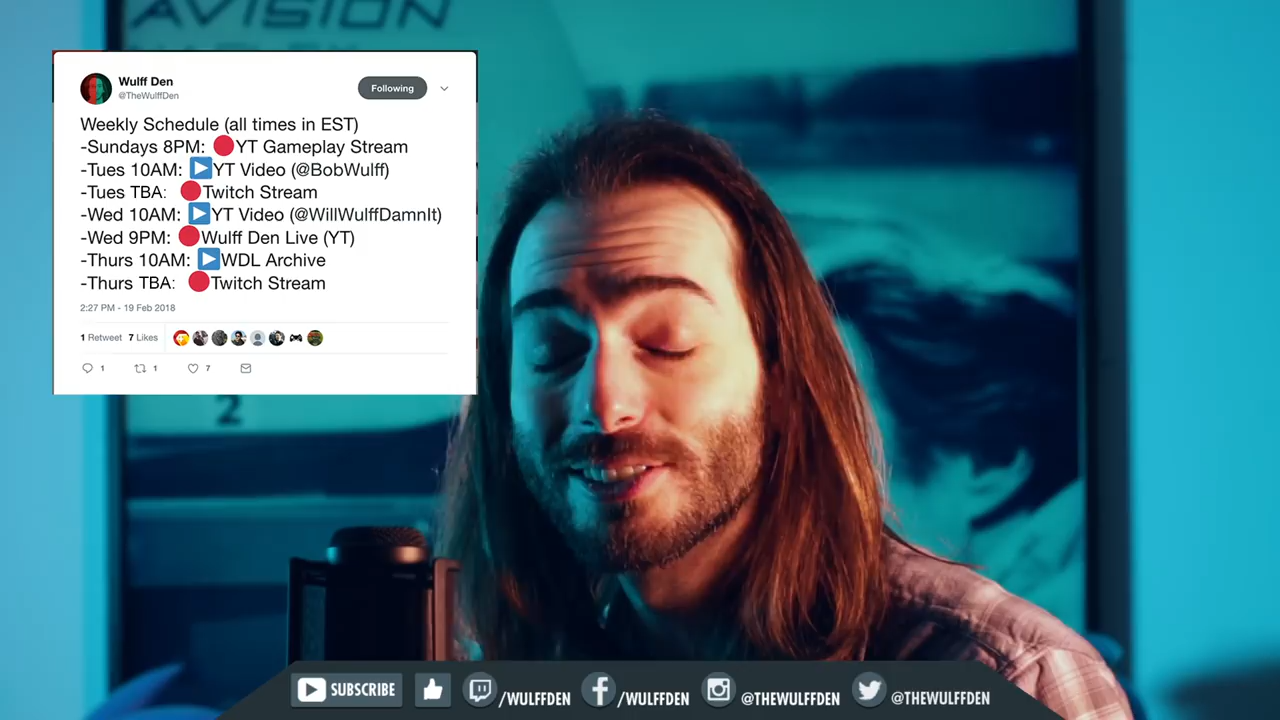 AVISION
Wulff Den
@TheWulffDen
Following
Weekly Schedule (all times in EST)
-Sundays 8PM: 🔴YT Gameplay Stream
-Tues 10AM: ▶️YT Video (@BobWulff)
-Tues TBA: 🔴Twitch Stream
-Wed 10AM: ▶️YT Video (@WillWulffDamnIt)
-Wed 9PM: 🔴Wulff Den Live (YT)
-Thurs 10AM: ▶️WDL Archive
-Thurs TBA: 🔴Twitch Stream
2:27 PM - 19 Feb 2018
1 Retweet 7 Likes
1 1 7
2
SUBSCRIBE /WULFFDEN /WULFFDEN @THEWULFFDEN @THEWULFFDEN